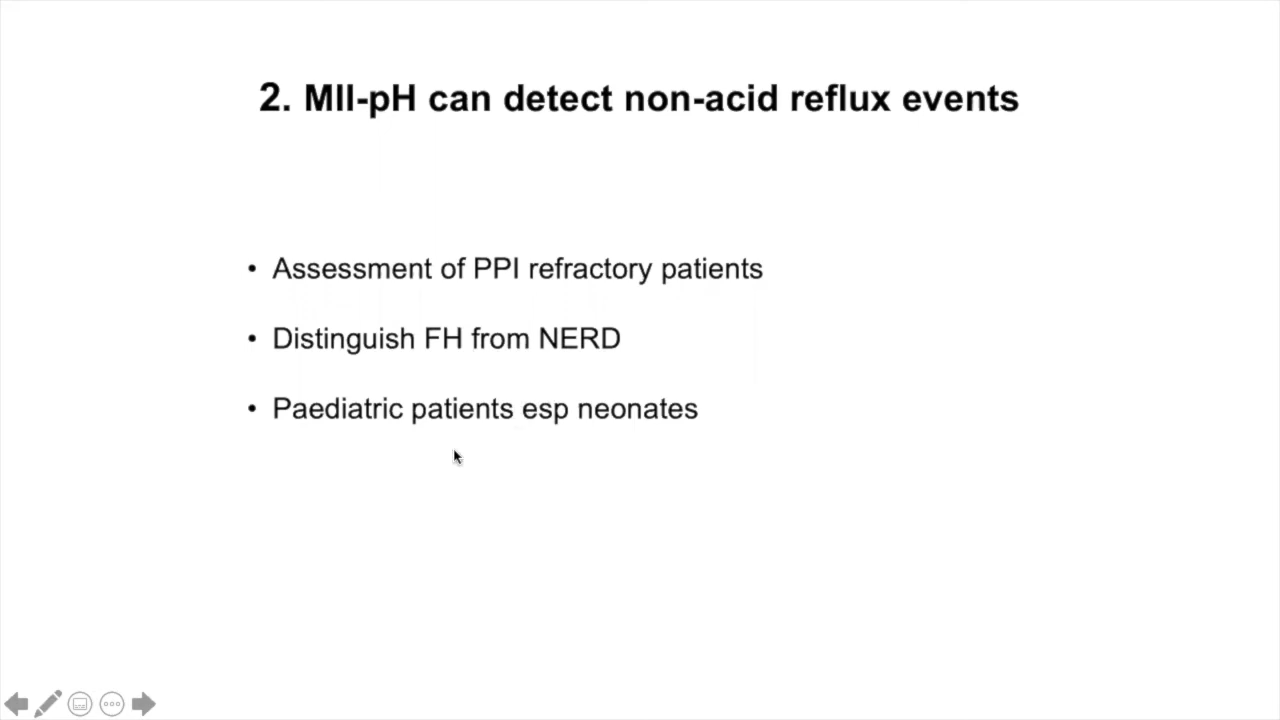 2. MII-pH can detect non-acid reflux events
• Assessment of PPI refractory patients
• Distinguish FH from NERD
• Paediatric patients esp neonates